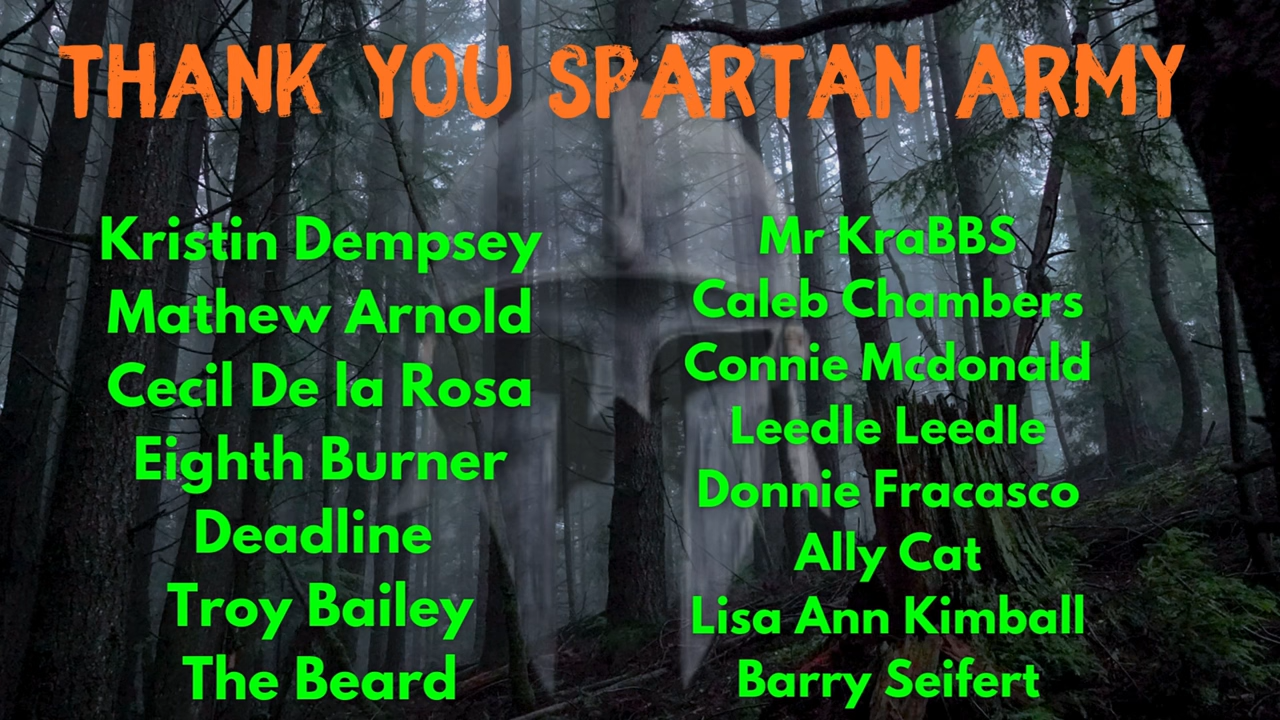 THANK YOU SPARTAN ARMY
Kristin Dempsey
Mathew Arnold
Cecil De la Rosa
Eighth Burner
Deadline
Troy Bailey
The Beard
Mr KraBBS
Caleb Chambers
Connie Mcdonald
Leedle Leedle
Donnie Fracasco
Ally Cat
Lisa Ann Kimball
Barry Seifert